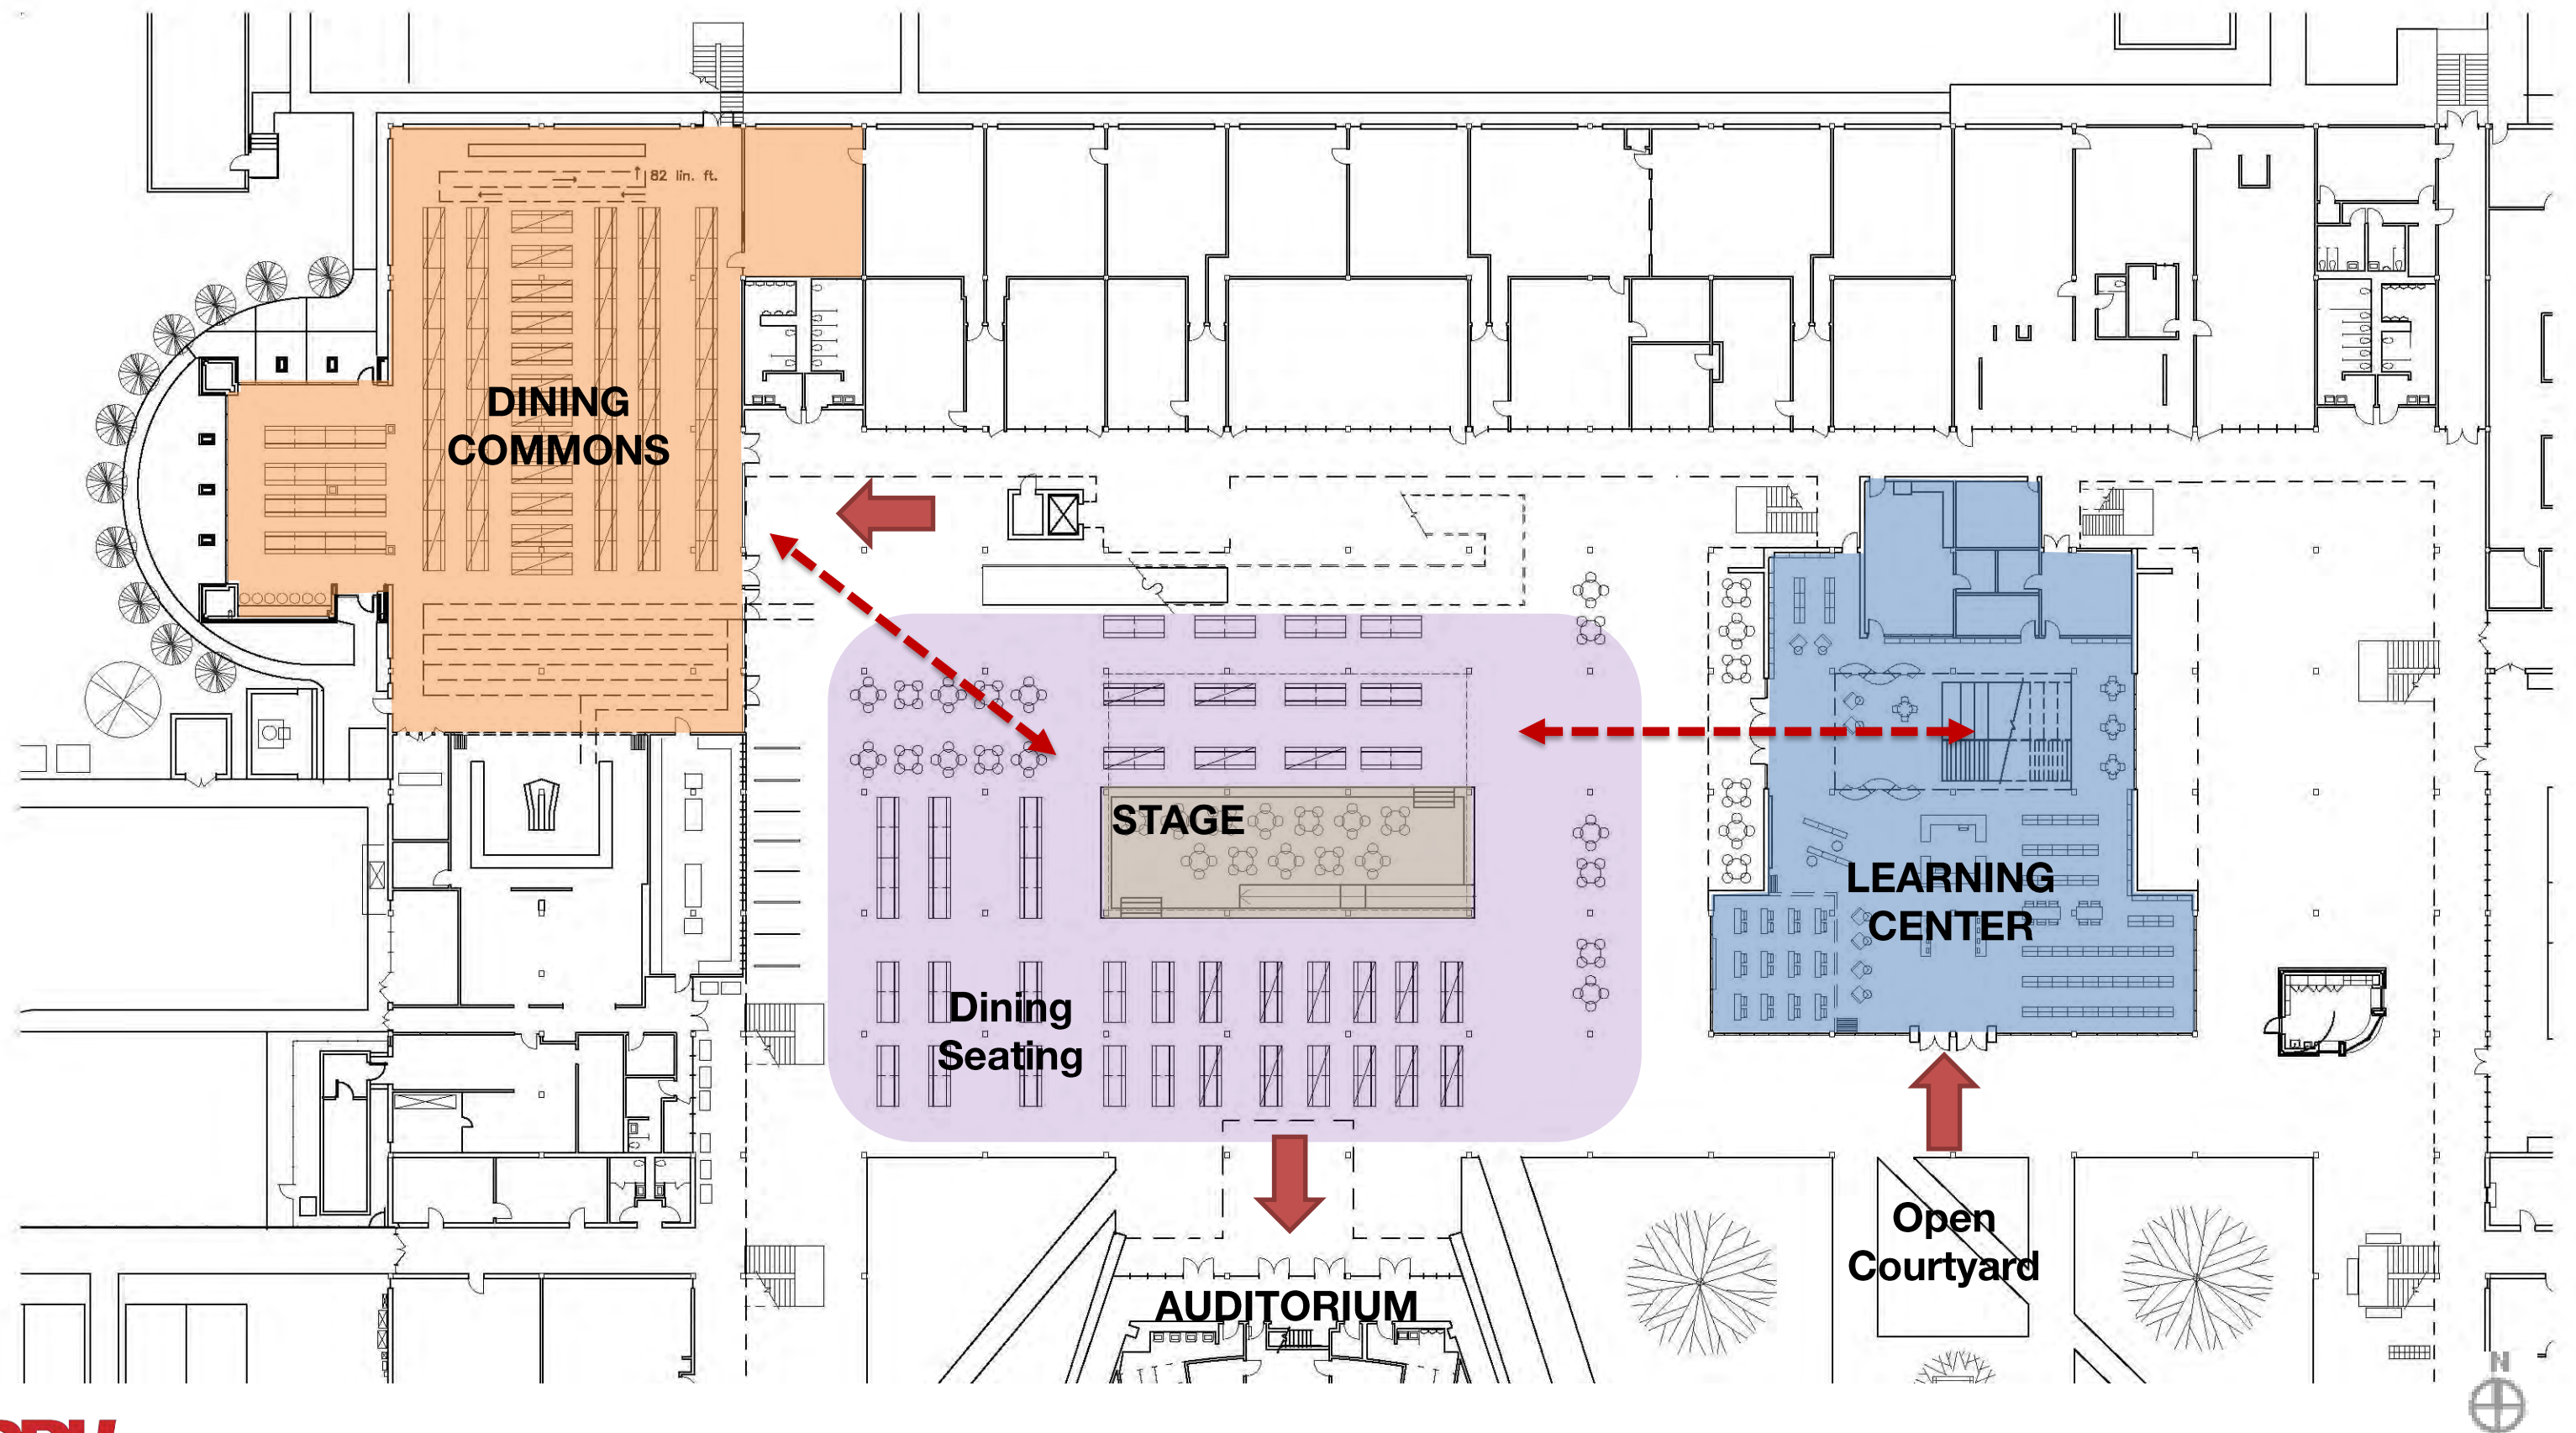 82 lin. ft.
DINING
COMMONS
STAGE
LEARNING
CENTER
Dining
Seating
Open
Courtyard
AUDITORIUM
N